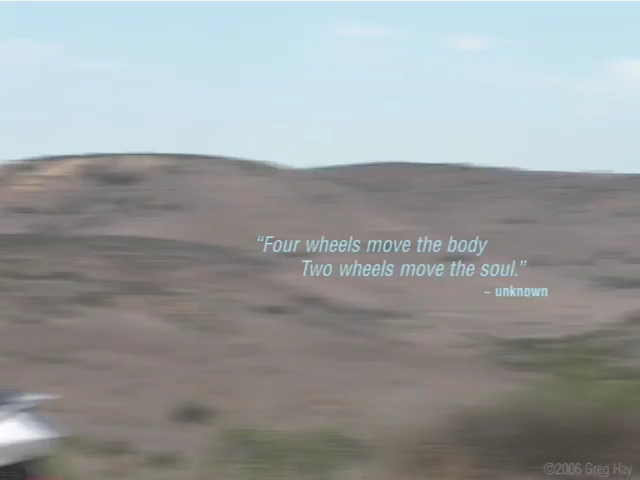 “Four wheels move the body
Two wheels move the soul.”
~ unknown
©2006 Greg Hay